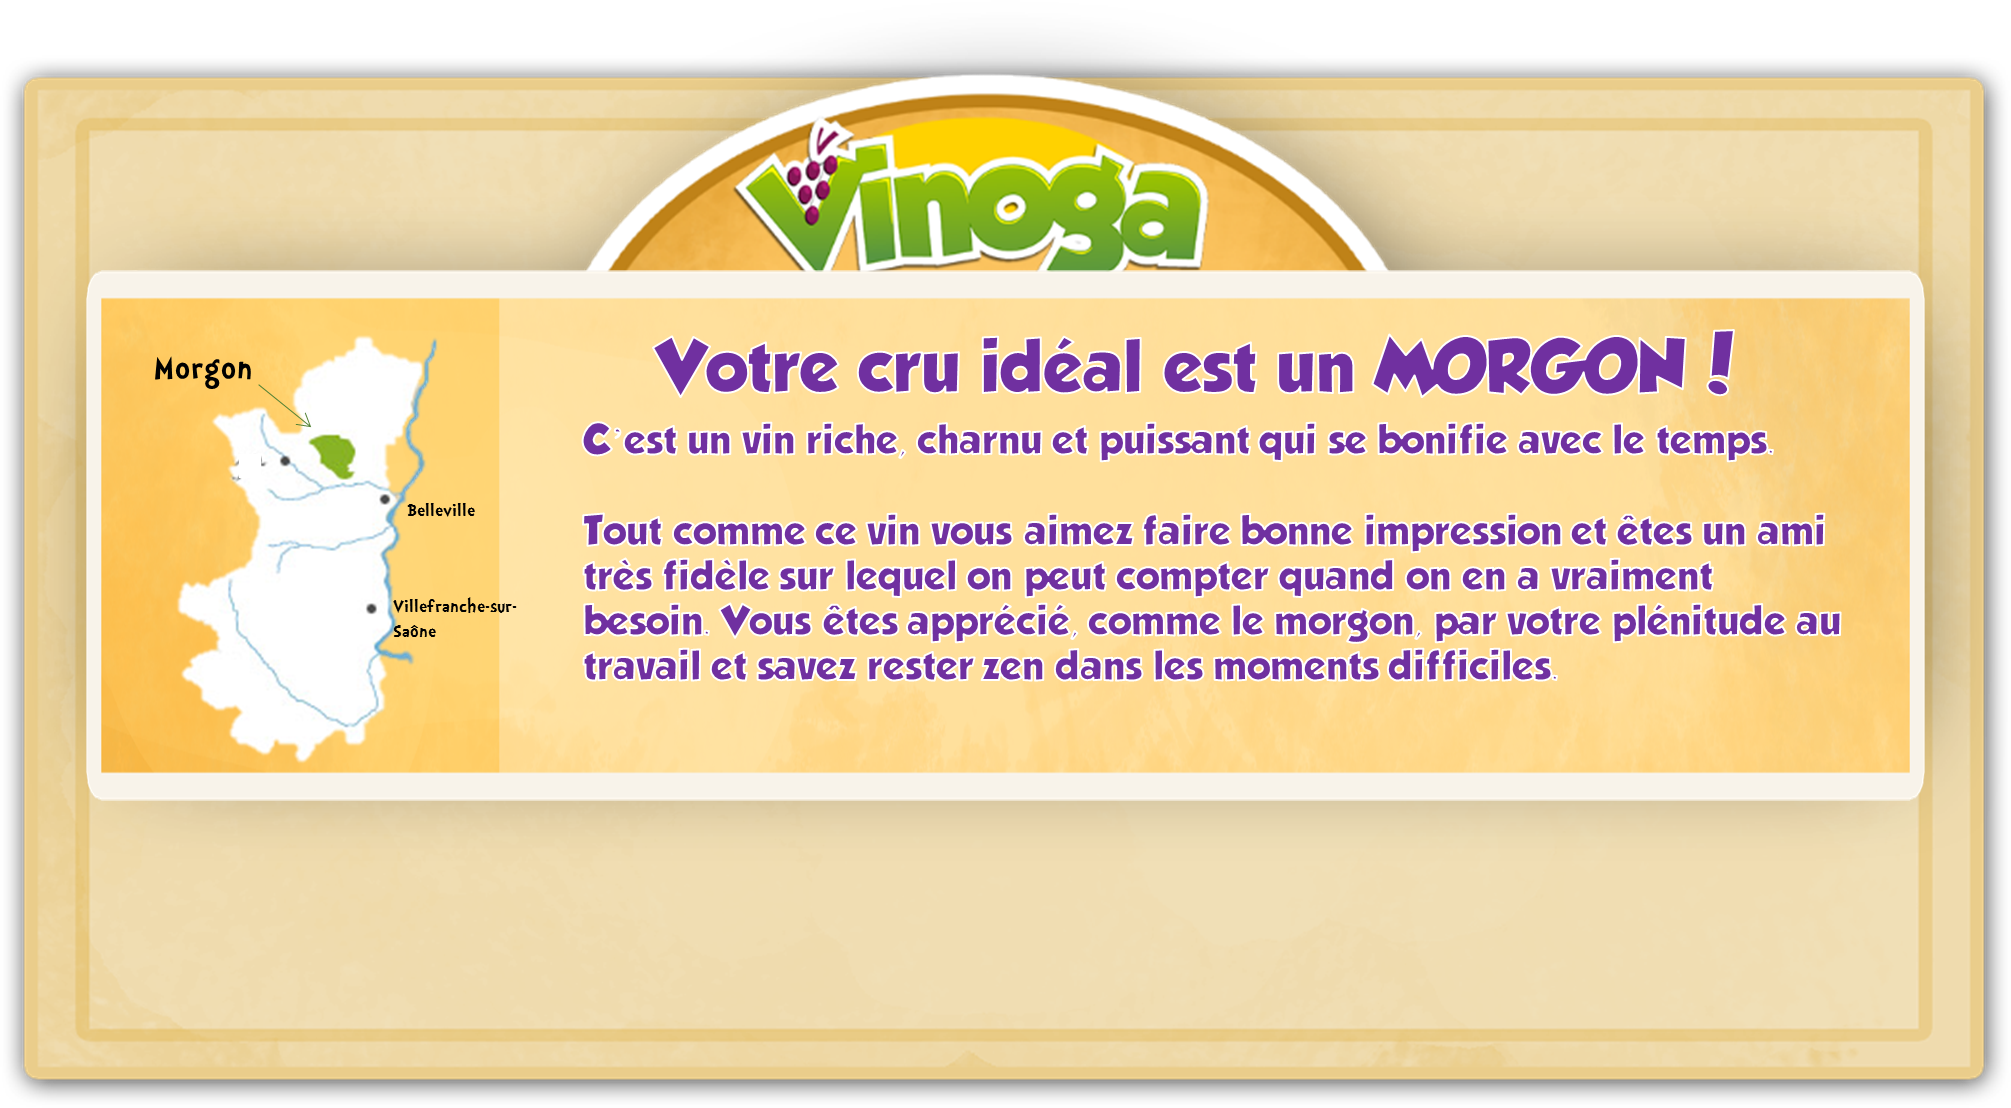 Vinoga
Morgon
Belleville
Villefranche-sur-
Saône
Votre cru idéal est un MORGON !
C'est un vin riche, charnu et puissant qui se bonifie avec le temps.
Tout comme ce vin vous aimez faire bonne impression et êtes un ami
très fidèle sur lequel on peut compter quand on en a vraiment
besoin. Vous êtes apprécié, comme le morgon, par votre plénitude au
travail et savez rester zen dans les moments difficiles.